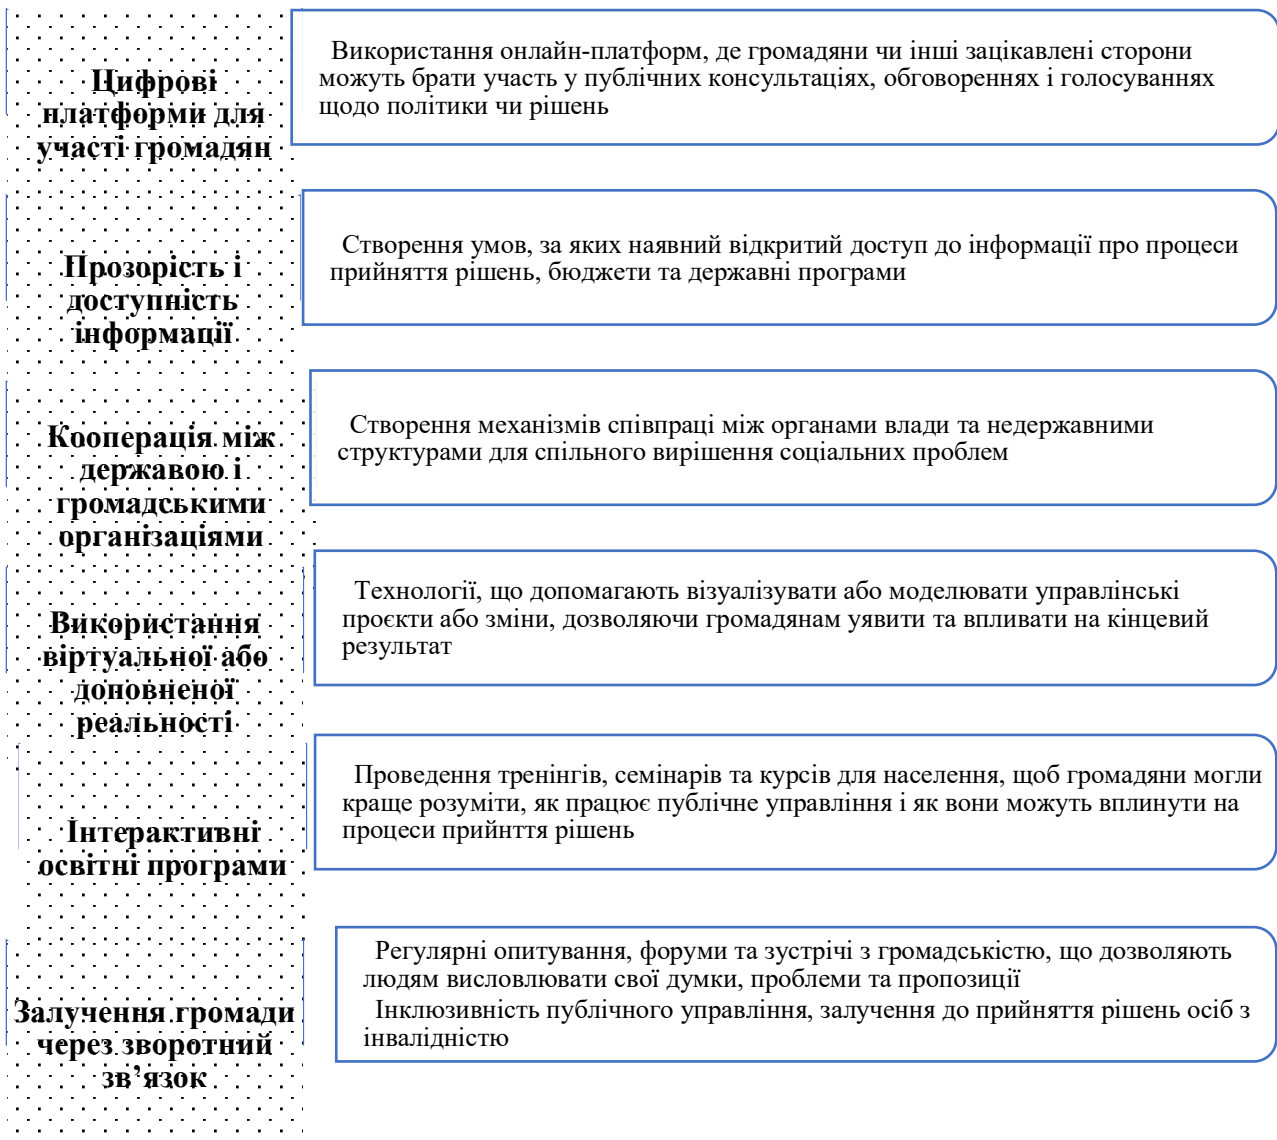 Цифрові
платформи для
участі громадян
Використання онлайн-платформ, де громадяни чи інші зацікавлені сторони
можуть брати участь у публічних консультаціях, обговореннях і голосуваннях
щодо політики чи рішень
Прозорість і
доступність
інформації
Створення умов, за яких наявний відкритий доступ до інформації про процеси
прийняття рішень, бюджети та державні програми
Кооперація між
державою і
громадськими
організаціями
Створення механізмів співпраці між органами влади та недержавними
структурами для спільного вирішення соціальних проблем
Використання
віртуальної або
доповненої
реальності
Технології, що допомагають візуалізувати або моделювати управлінські
проєкти або зміни, дозволяючи громадянам уявити та впливати на кінцевий
результат
Інтерактивні
освітні програми
Проведення тренінгів, семінарів та курсів для населення, щоб громадяни могли
краще розуміти, як працює публічне управління і як вони можуть вплинути на
процеси прийнття рішень
Залучення громади
через зворотний
зв’язок
Регулярні опитування, форуми та зустрічі з громадськістю, що дозволяють
людям висловлювати свої думки, проблеми та пропозиції
Інклюзивність публічного управління, залучення до прийняття рішень осіб з
інвалідністю